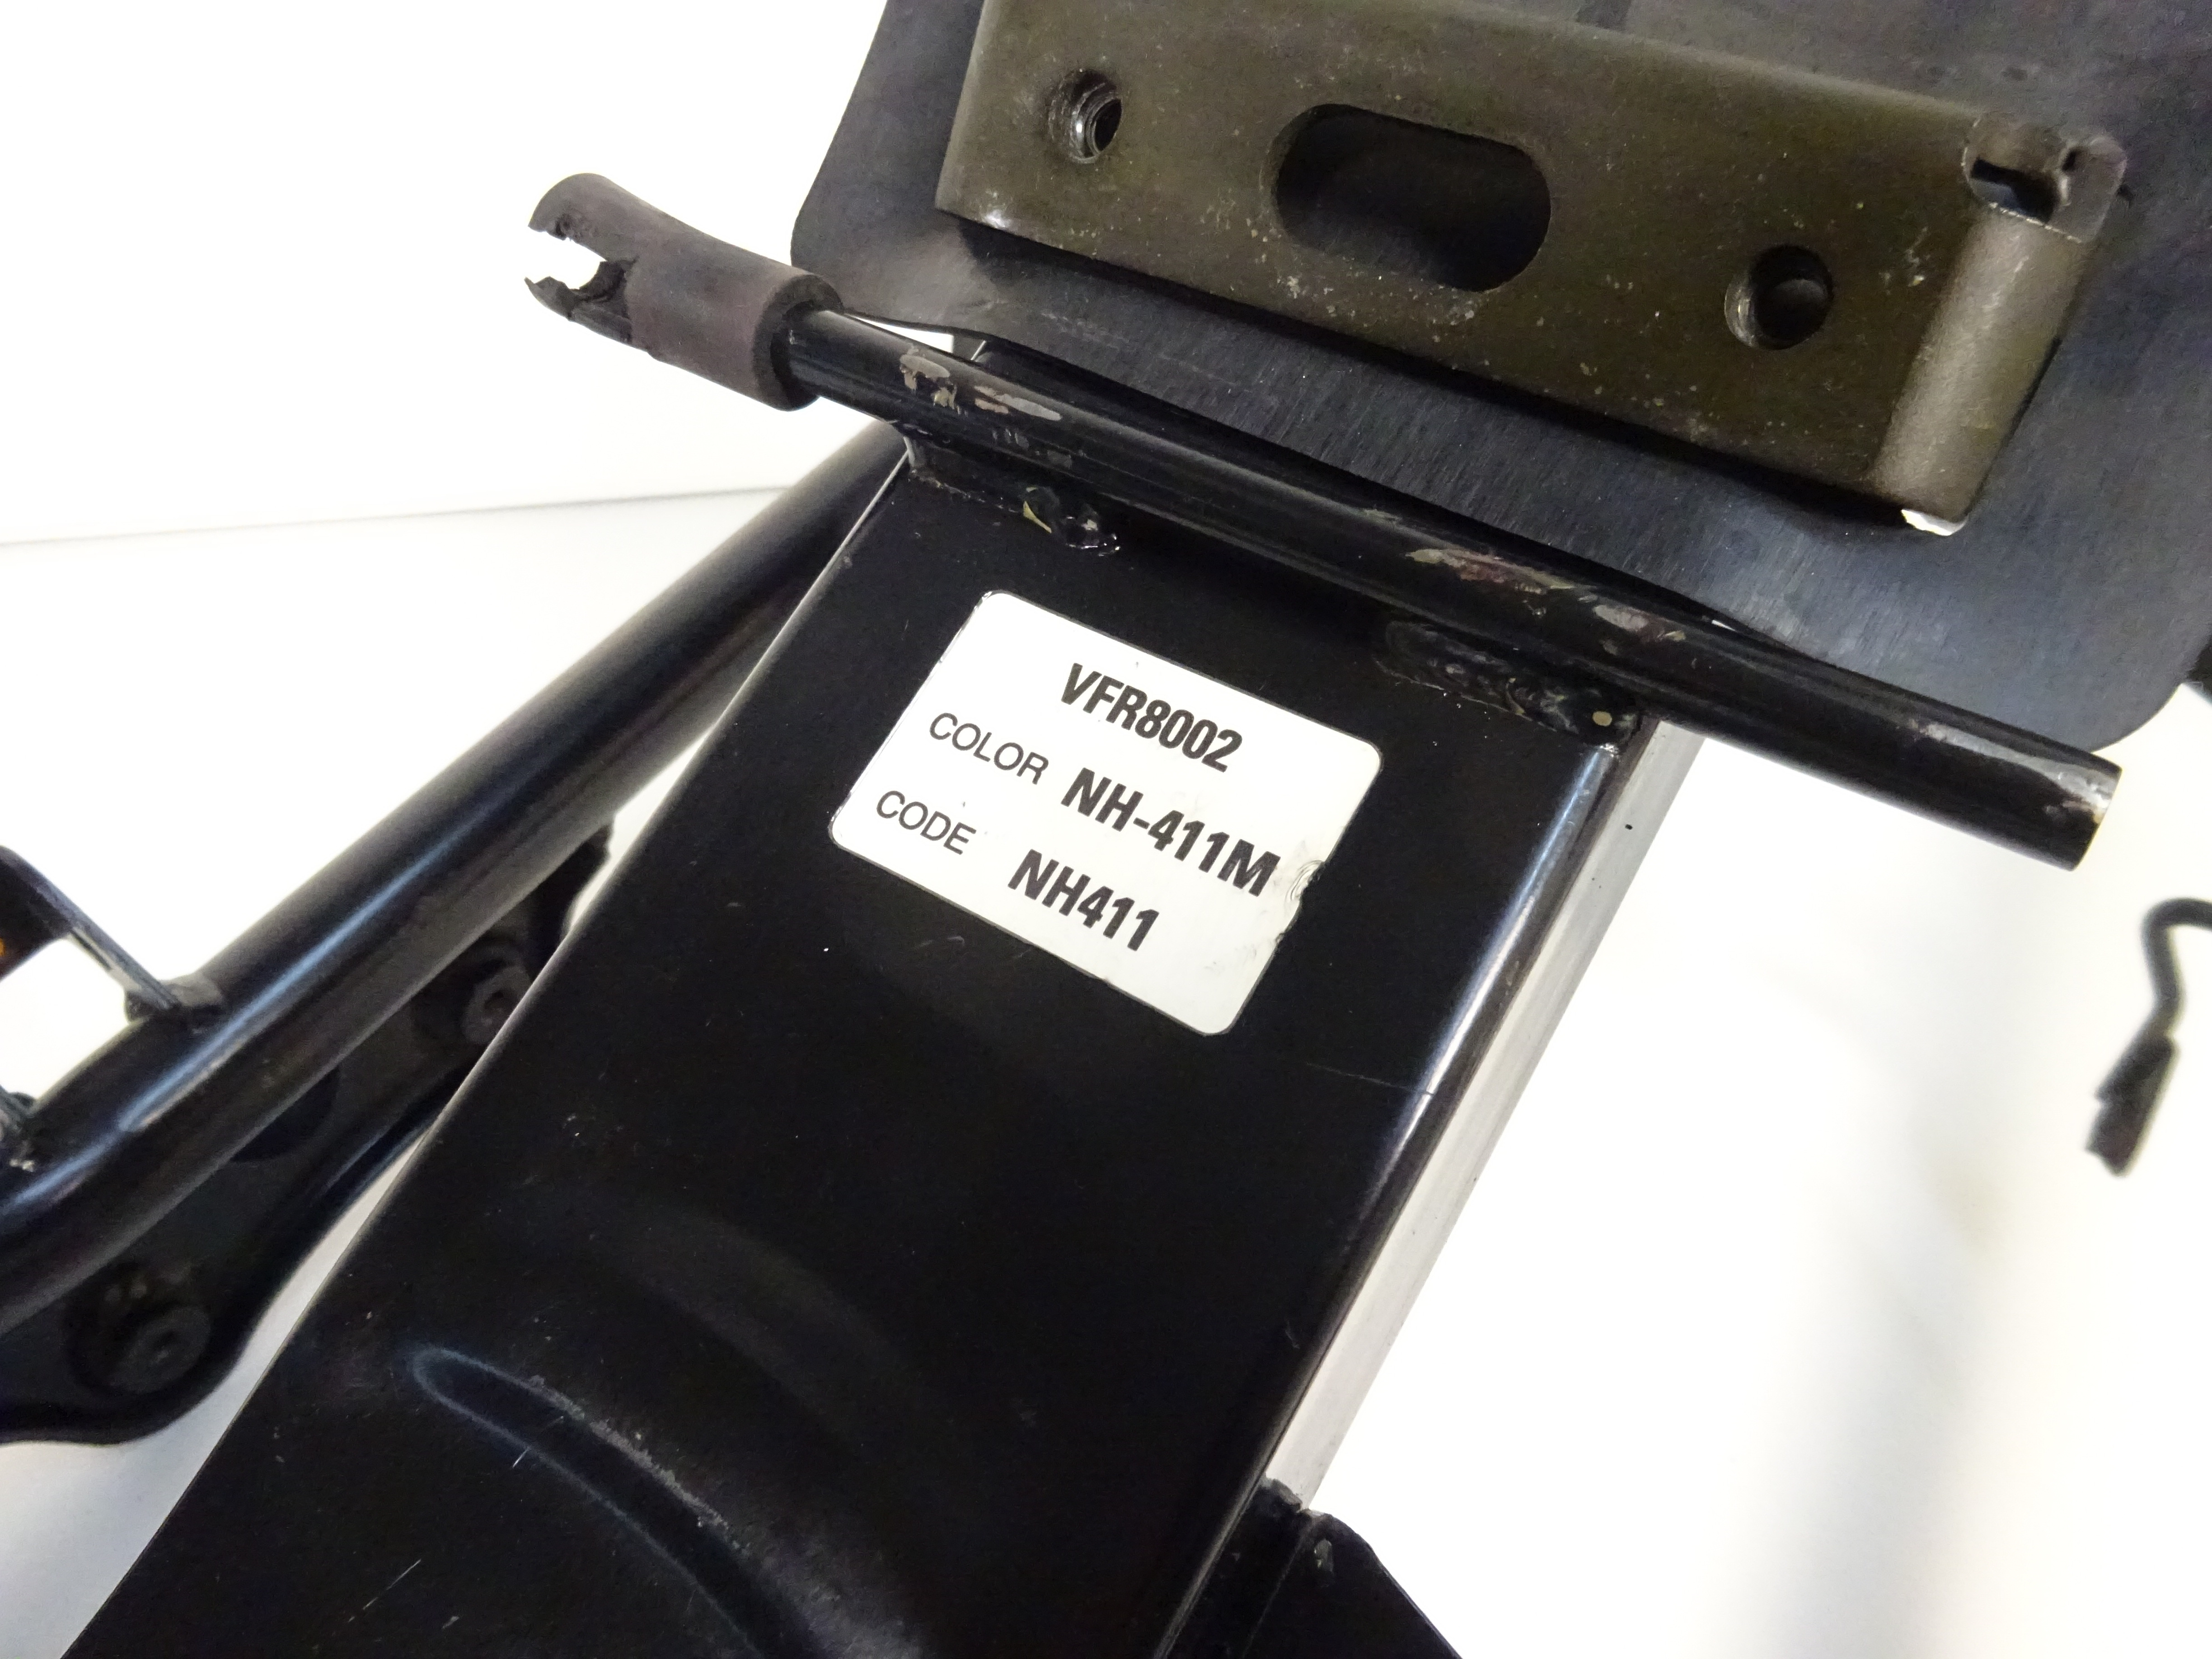 VFR8002
COLOR NH-411M
CODE NH411